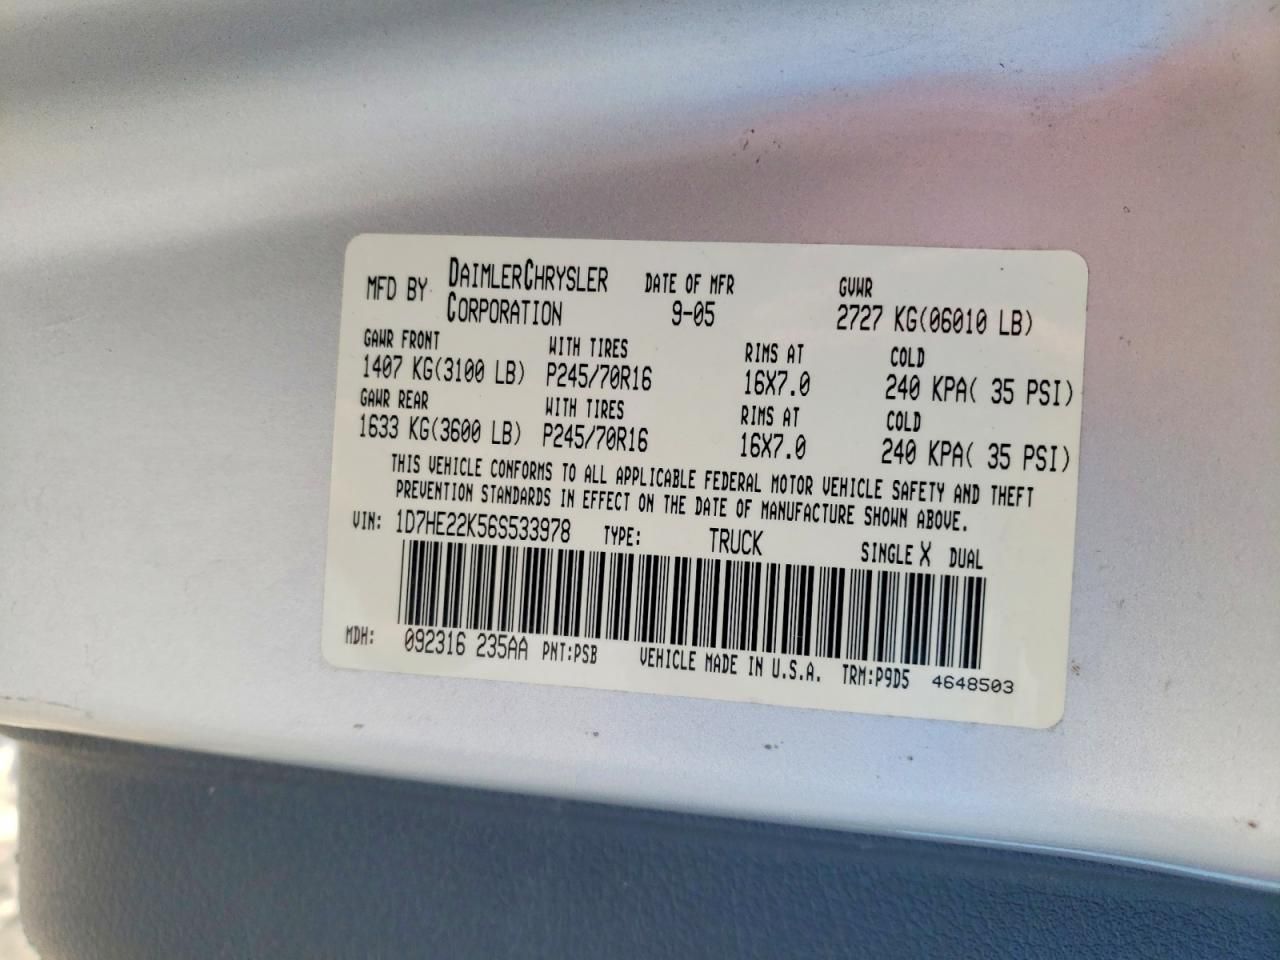 MFD BY DAIMLERCHRYSLER CORPORATION DATE OF MFR 9-05 GVWR 2727 KG(06010 LB)
GAWR FRONT WITH TIRES RIMS AT COLD
1407 KG(3100 LB) P245/70R16 16X7.0 240 KPA( 35 PSI)
GAWR REAR WITH TIRES RIMS AT COLD
1633 KG(3600 LB) P245/70R16 16X7.0 240 KPA( 35 PSI)
THIS VEHICLE CONFORMS TO ALL APPLICABLE FEDERAL MOTOR VEHICLE SAFETY AND THEFT
PREVENTION STANDARDS IN EFFECT ON THE DATE OF MANUFACTURE SHOWN ABOVE.
VIN: 1D7HE22K56S533978 TYPE: TRUCK SINGLE X DUAL
MDH: 092316 235AA PNT:PSB VEHICLE MADE IN U.S.A. TRM:P9D5 4648503